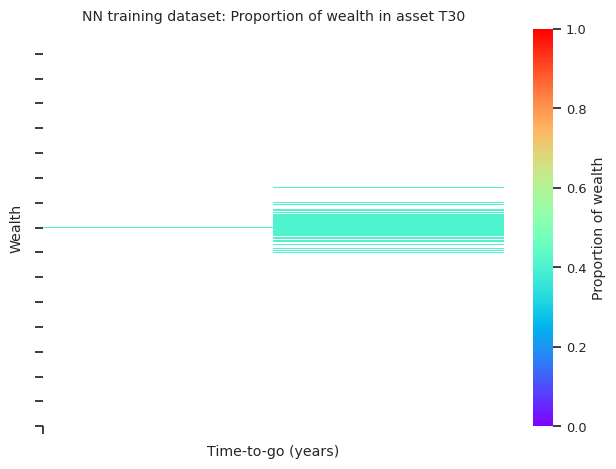 NN training dataset: Proportion of wealth in asset T30
1.0
0.8
0.6
0.4
0.2
0.0
Proportion of wealth
Wealth
Time-to-go (years)